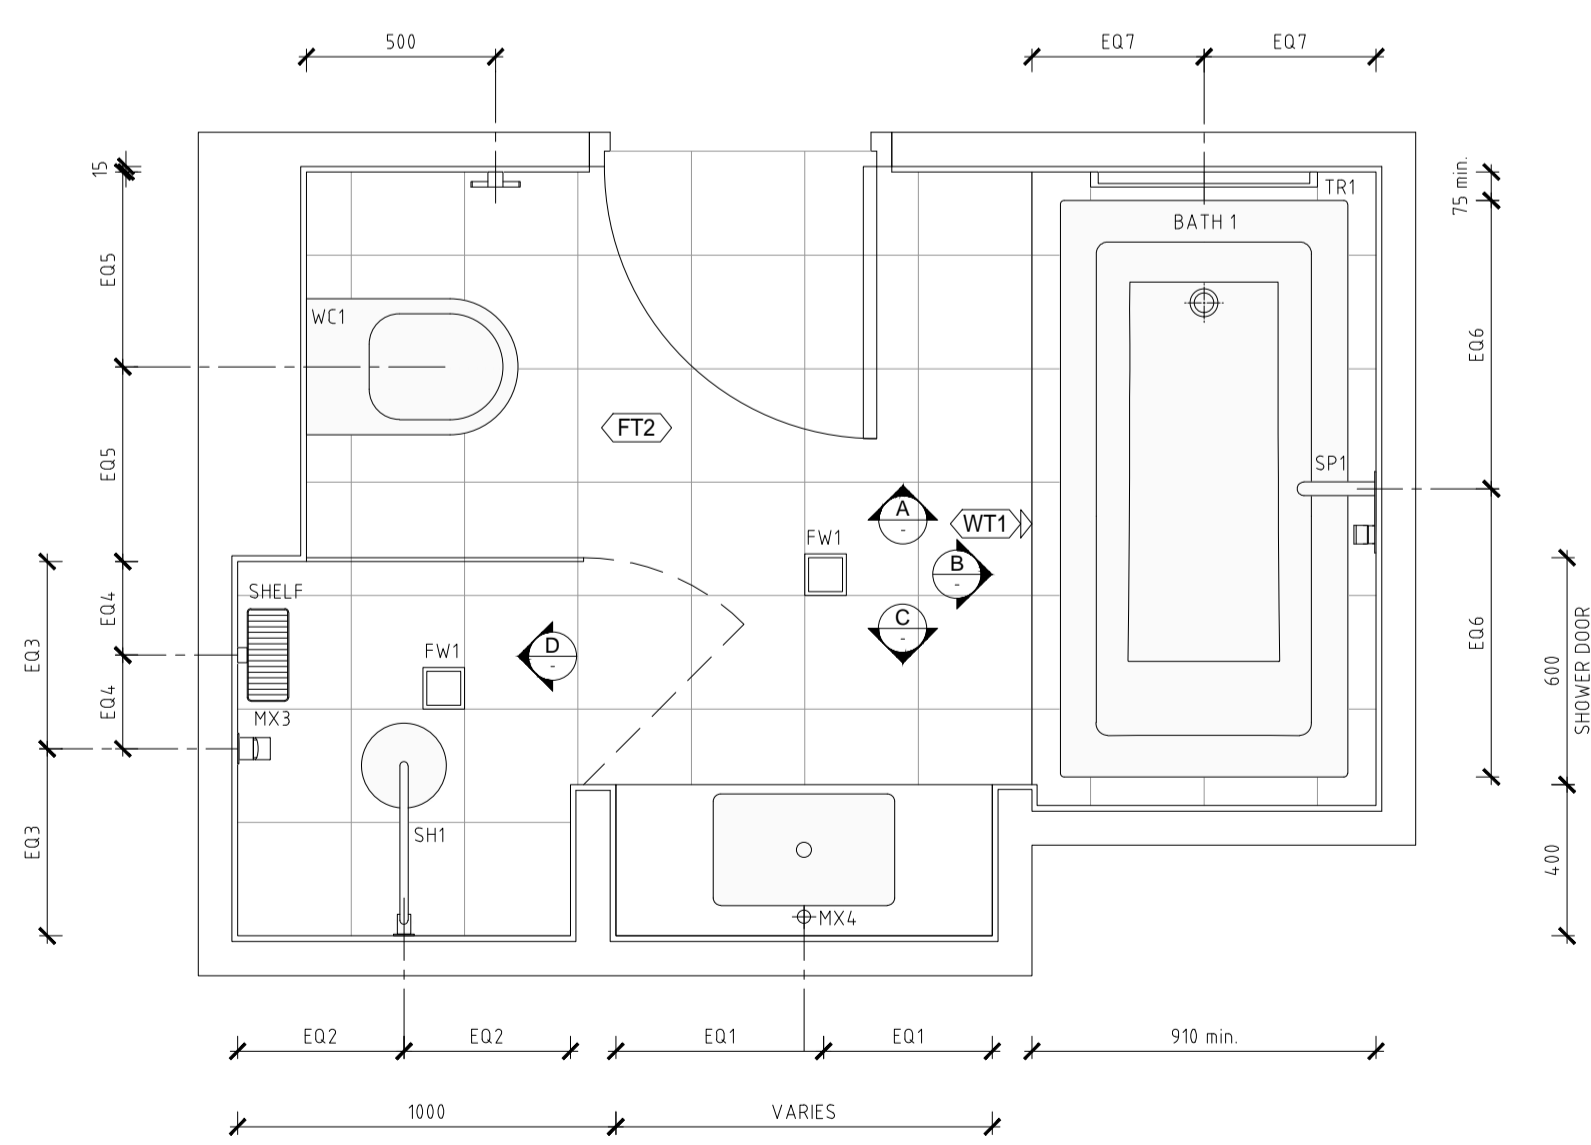 500
EQ7
EQ7
15
75 min.
TR1
BATH 1
EQ5
WC1
EQ6
FT2
EQ5
SP1
A
-
WT1
FW1
B
-
SHELF
EQ4
EQ3
C
-
EQ6
600
SHOWER DOOR
FW1
D
-
EQ4
MX3
SH1
EQ3
400
MX4
EQ2
EQ2
EQ1
EQ1
910 min.
1000
VARIES